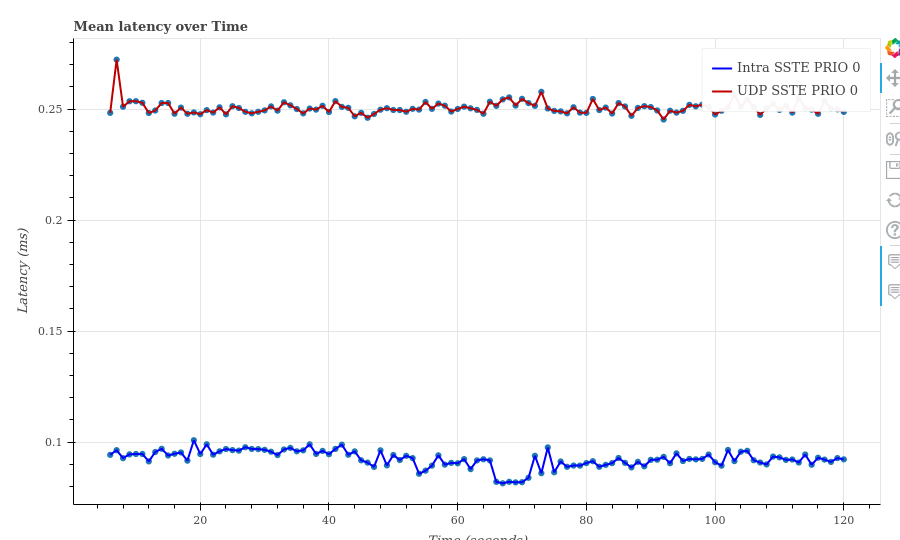 Mean latency over Time
Intra SSTE PRIO 0
UDP SSTE PRIO 0
Latency (ms)
0.25
0.2
0.15
0.1
20
40
60
80
100
120
Time (seconds)